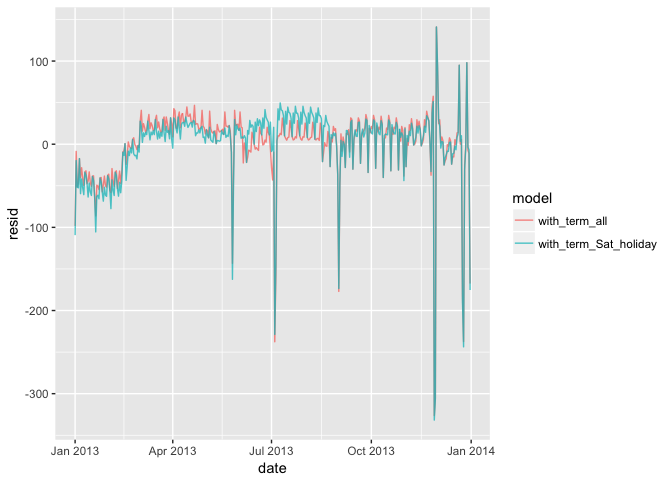 100
0
-100
-200
-300
resid
Jan 2013
Apr 2013
Jul 2013
Oct 2013
Jan 2014
date
model
with_term_all
with_term_Sat_holiday